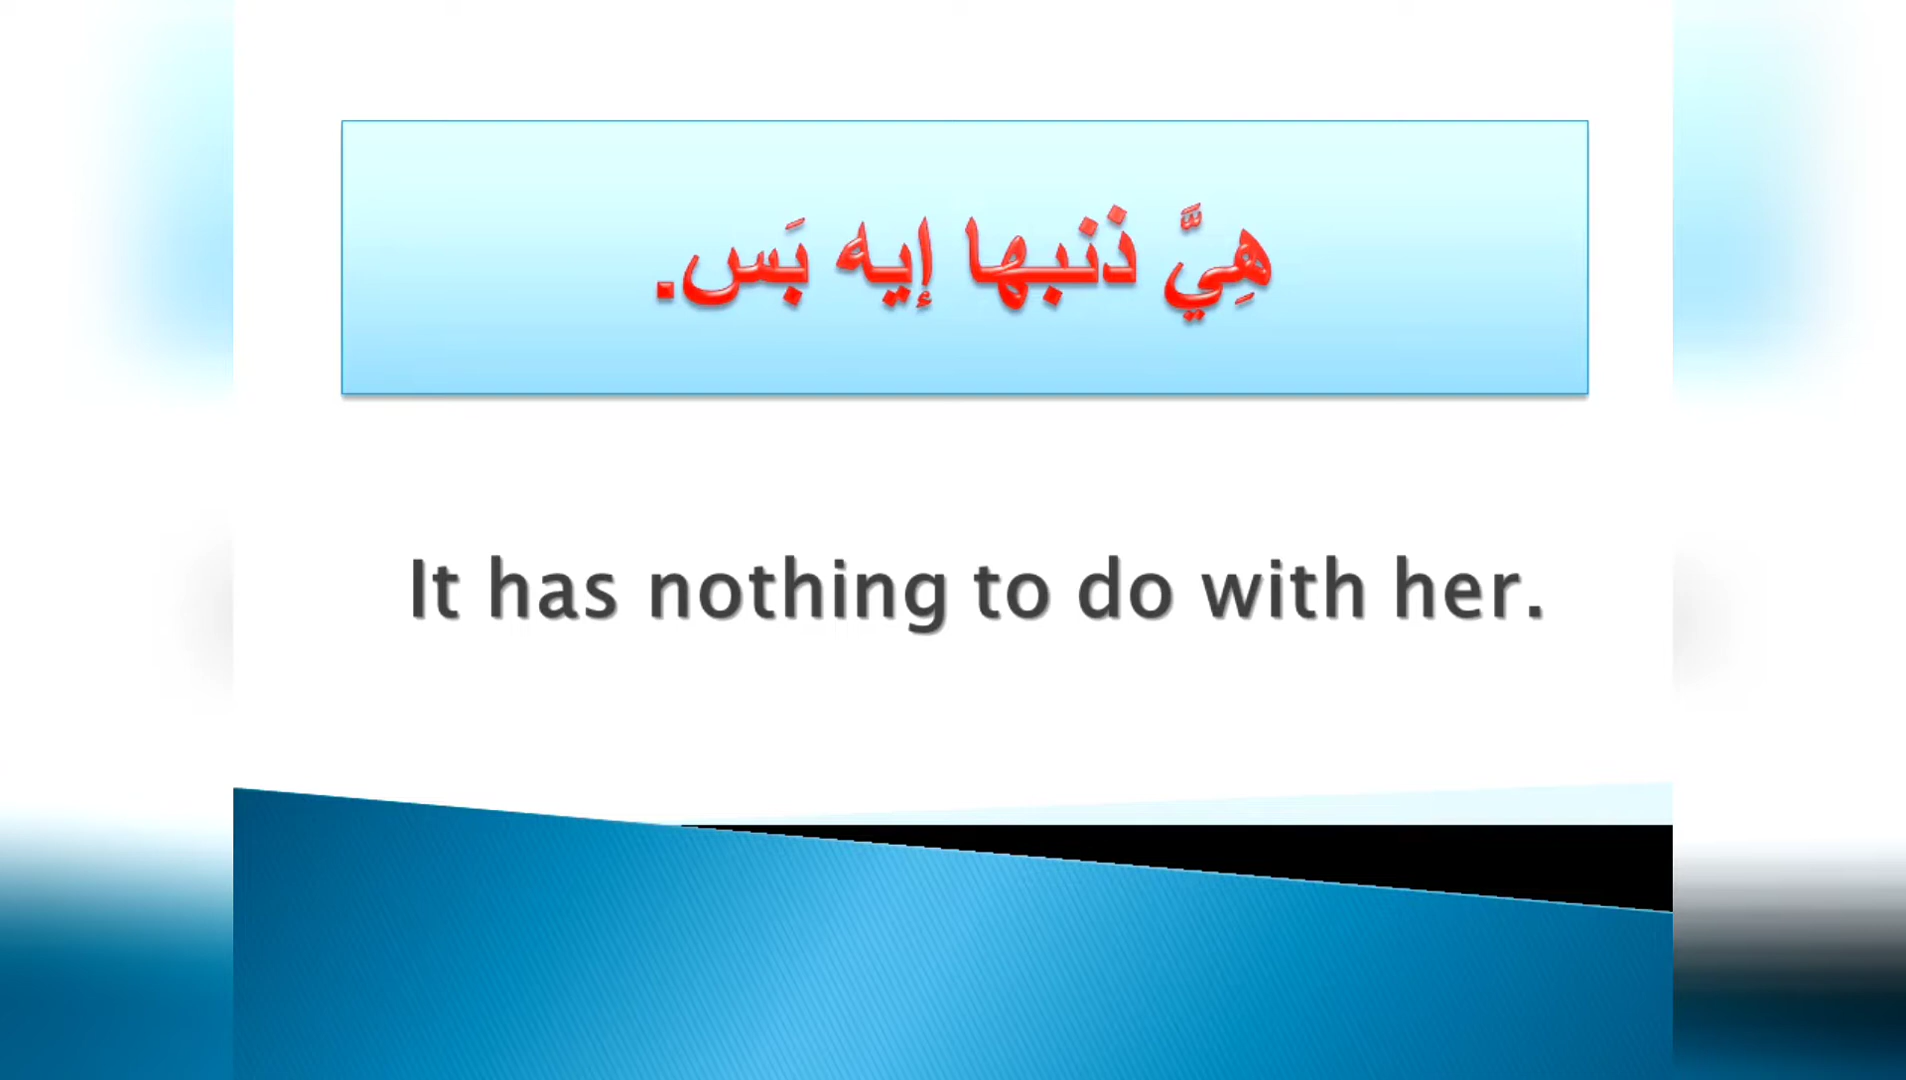 هِيَّ ذنبها إيه بَس.
It has nothing to do with her.